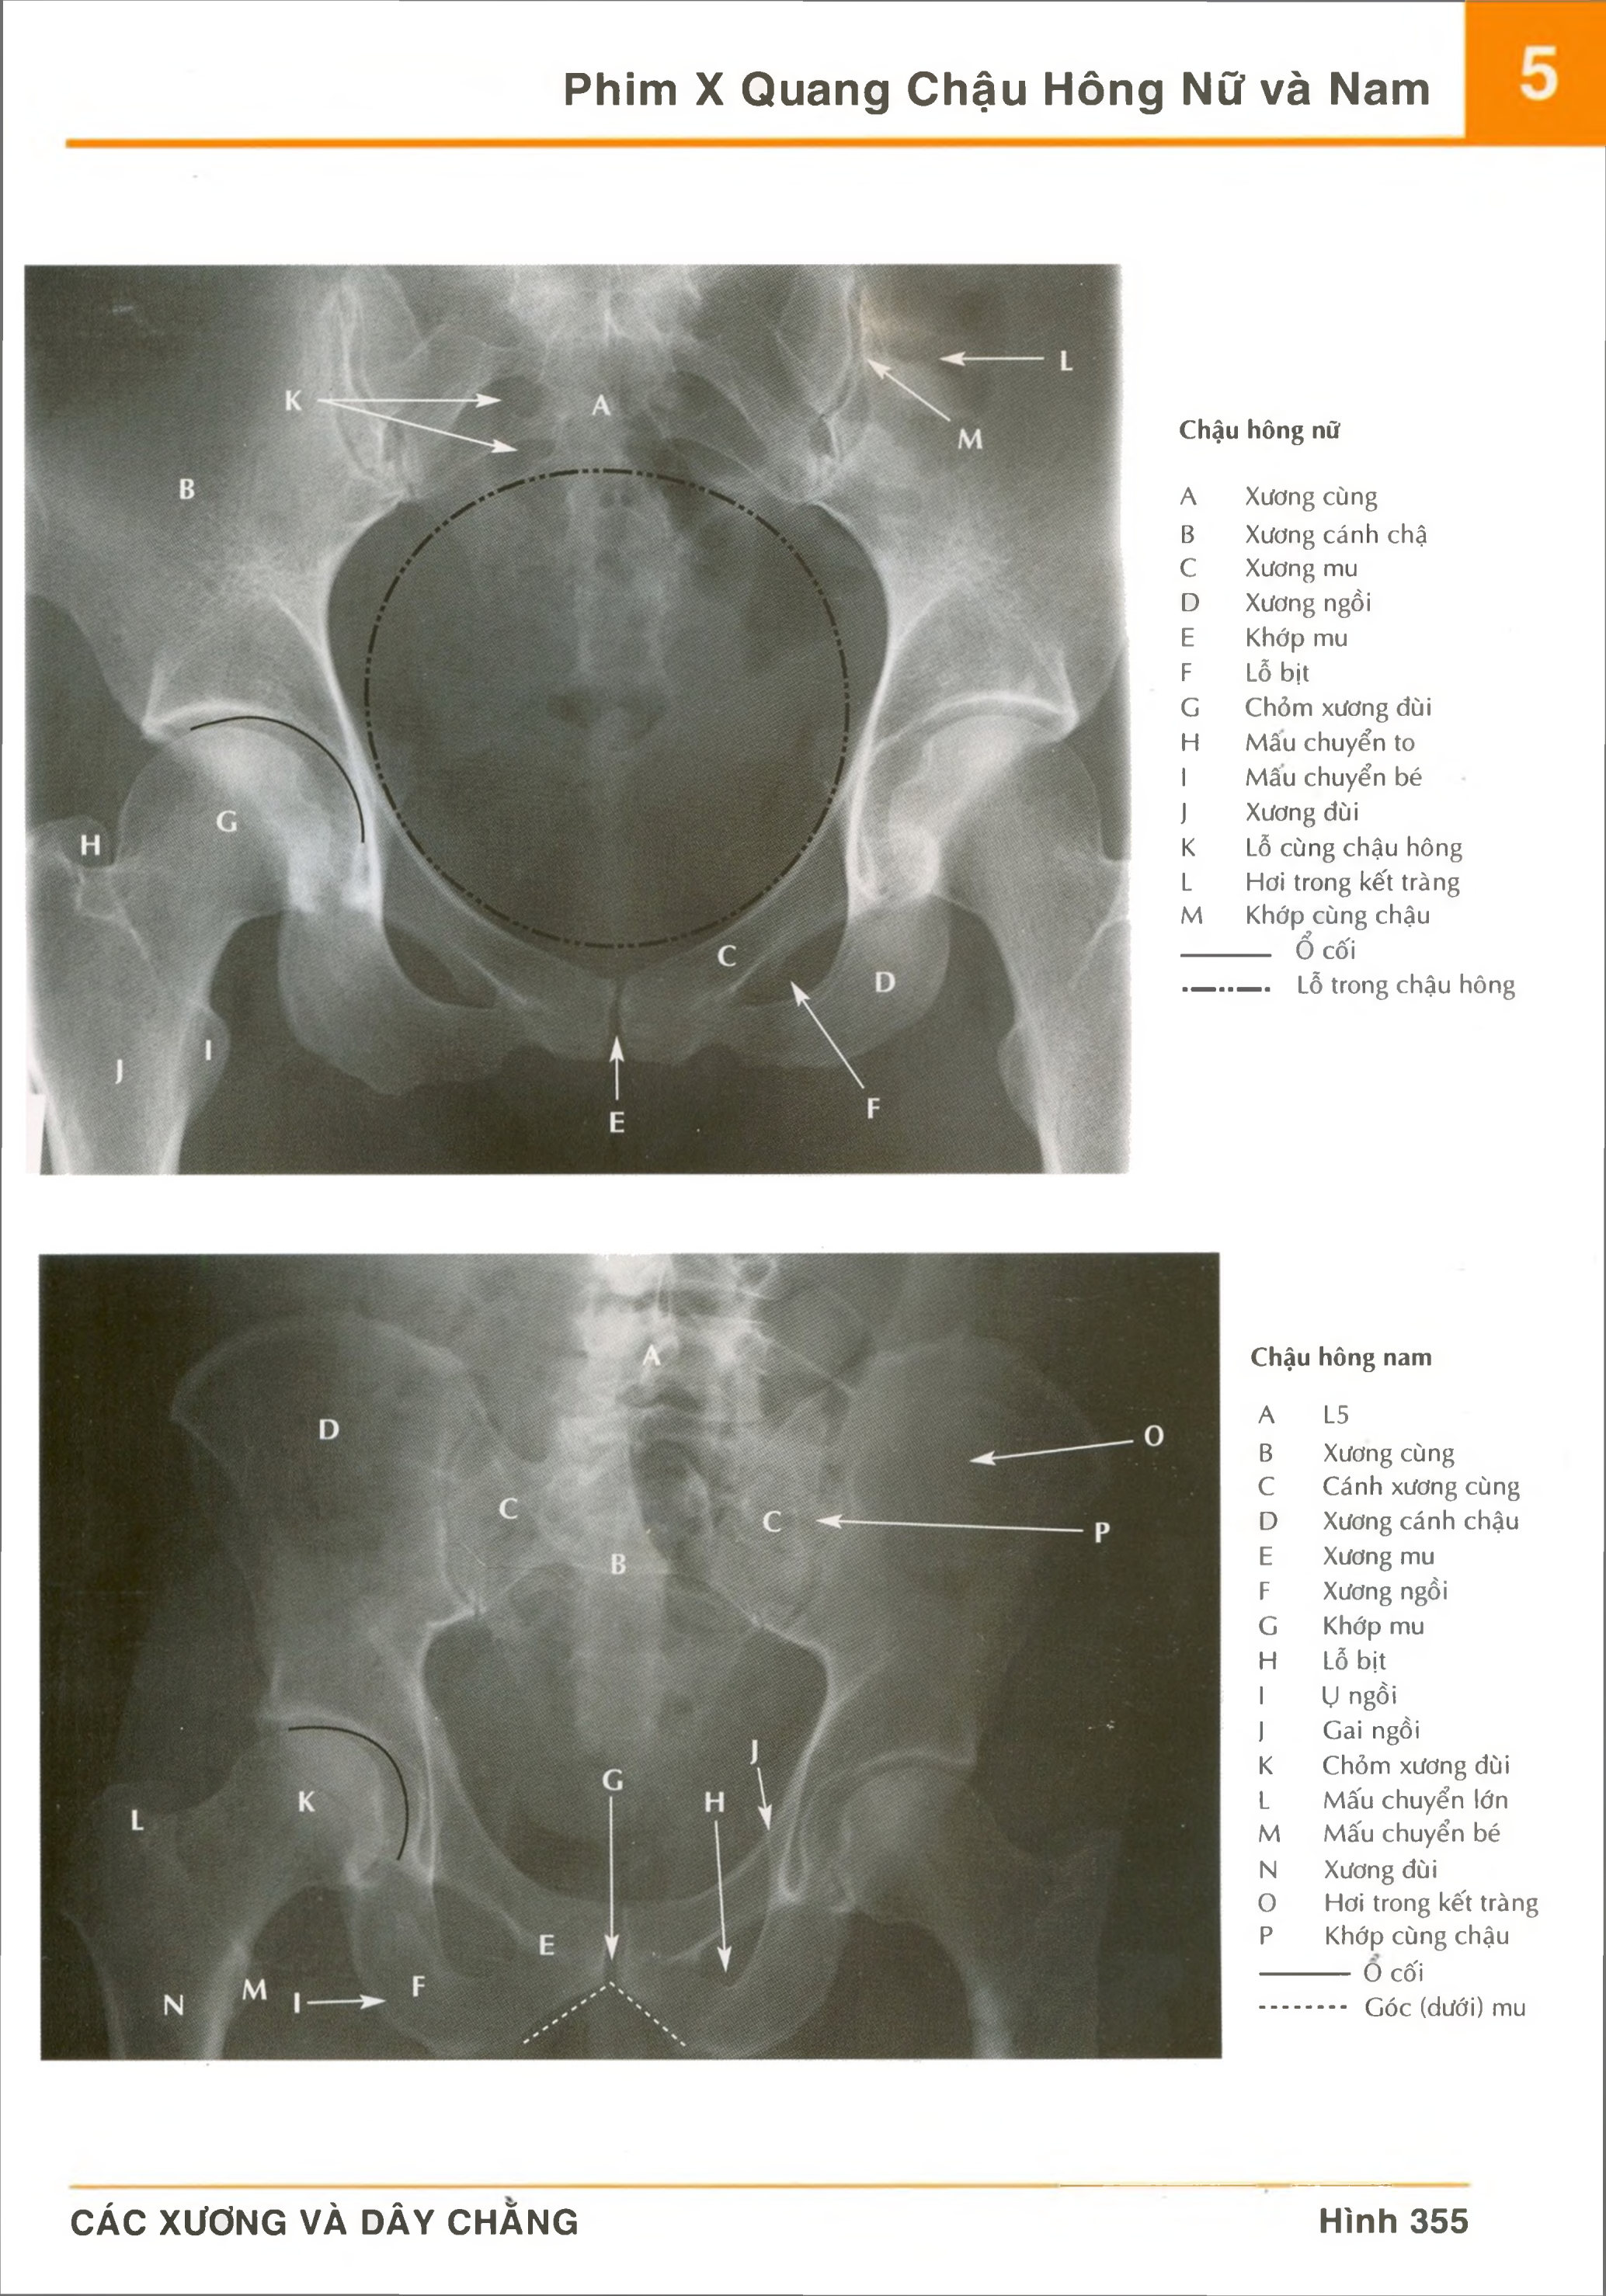 Phim X Quang Chậu Hông Nữ và Nam
5
K
A
L
M
B
G
H
C
D
I
J
E
F
Chậu hông nữ
A Xương cùng
B Xương cánh chậ
C Xương mu
D Xương ngồi
E Khớp mu
F Lỗ bịt
G Chỏm xương đùi
H Mấu chuyển to
I Mấu chuyển bé
J Xương đùi
K Lỗ cùng chậu hông
L Hơi trong kết tràng
M Khớp cùng chậu
Ổ cối
Lỗ trong chậu hông
A
D
O
C
C
P
B
J
G
H
K
L
E
F
M
I
N
Chậu hông nam
A L5
B Xương cùng
C Cánh xương cùng
D Xương cánh chậu
E Xương mu
F Xương ngồi
G Khớp mu
H Lỗ bịt
I Ụ ngồi
J Gai ngồi
K Chỏm xương đùi
L Mấu chuyển lớn
M Mấu chuyển bé
N Xương đùi
O Hơi trong kết tràng
P Khớp cùng chậu
Ổ cối
Góc (dưới) mu
CÁC XƯƠNG VÀ DÂY CHẰNG
Hình 355